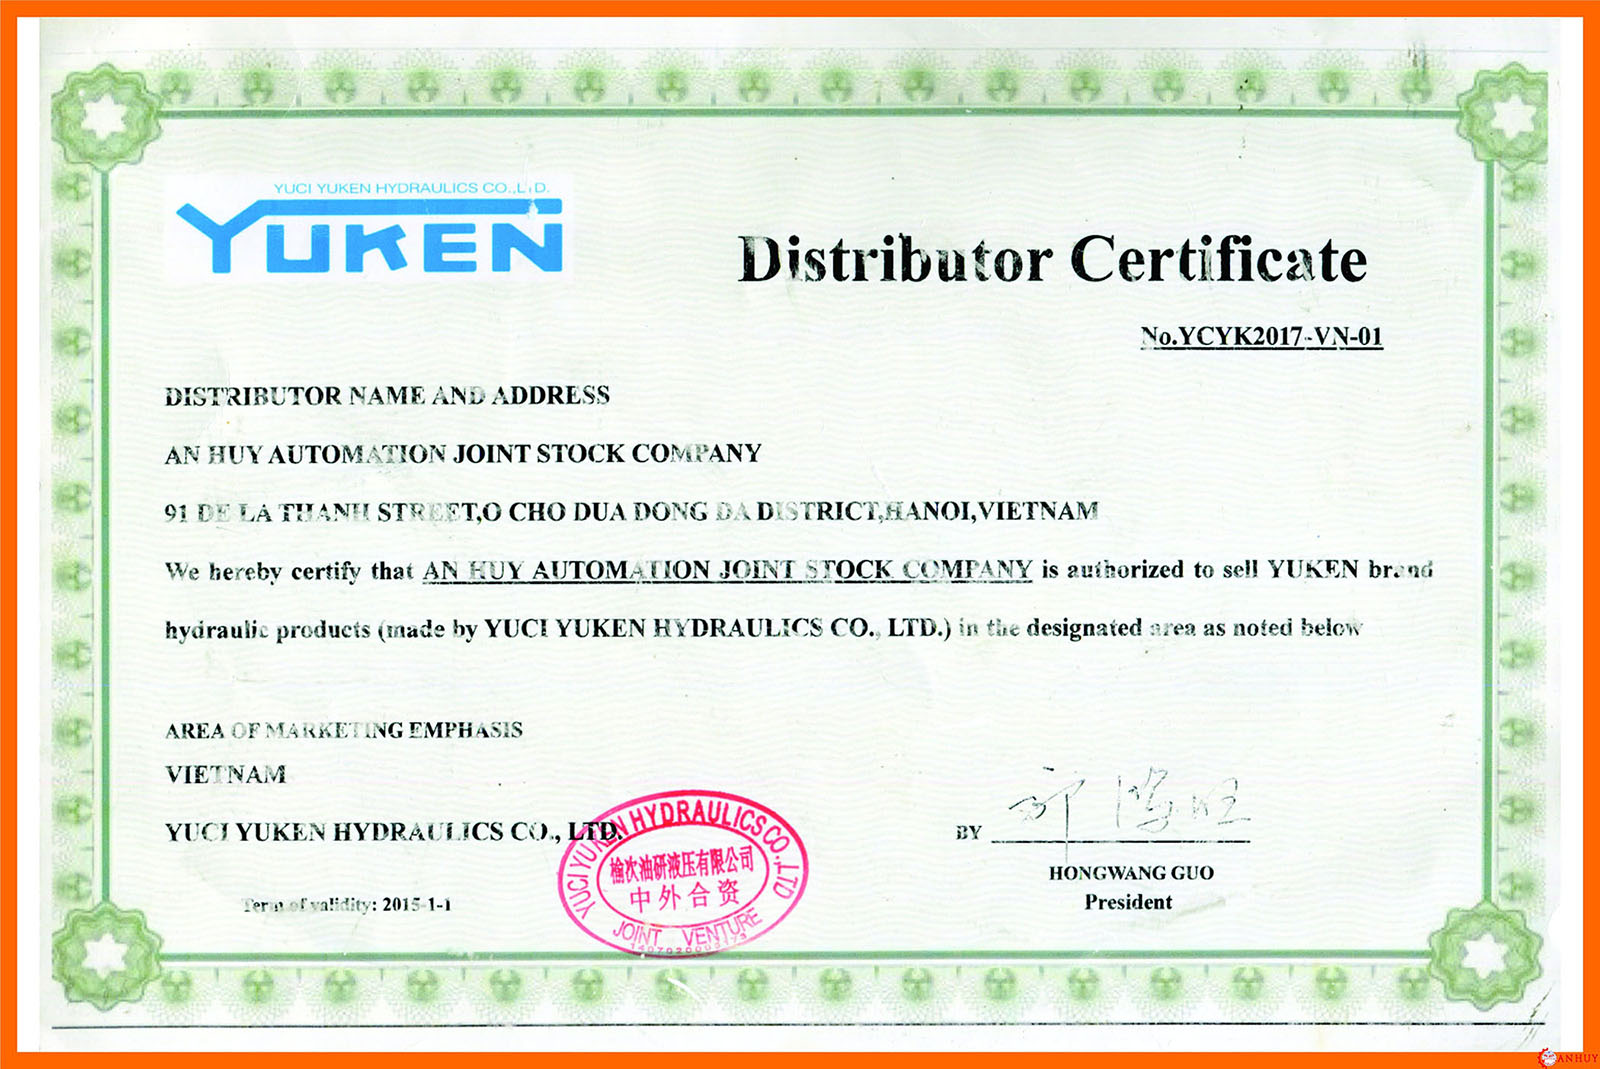 YUCI YUKEN HYDRAULICS CO.,LTD.
YUKEN
Distributor Certificate
No.YCYK2017-VN-01
DISTRIBUTOR NAME AND ADDRESS
AN HUY AUTOMATION JOINT STOCK COMPANY
91 DE LA THANH STREET,O CHO DUA DONG DA DISTRICT,HANOI,VIETNAM
We hereby certify that AN HUY AUTOMATION JOINT STOCK COMPANY is authorized to sell YUKEN brand
hydraulic products (made by YUCI YUKEN HYDRAULICS CO., LTD.) in the designated area as noted below
AREA OF MARKETING EMPHASIS
VIETNAM
YUCI YUKEN HYDRAULICS CO., LTD.
YUCI YUKEN HYDRAULICS CO.,LTD
榆次油研液压有限公司
中外合资
JOINT VENTURE
BY
HONGWANG GUO
President
Term of validity: 2015-1-1
ANHUY